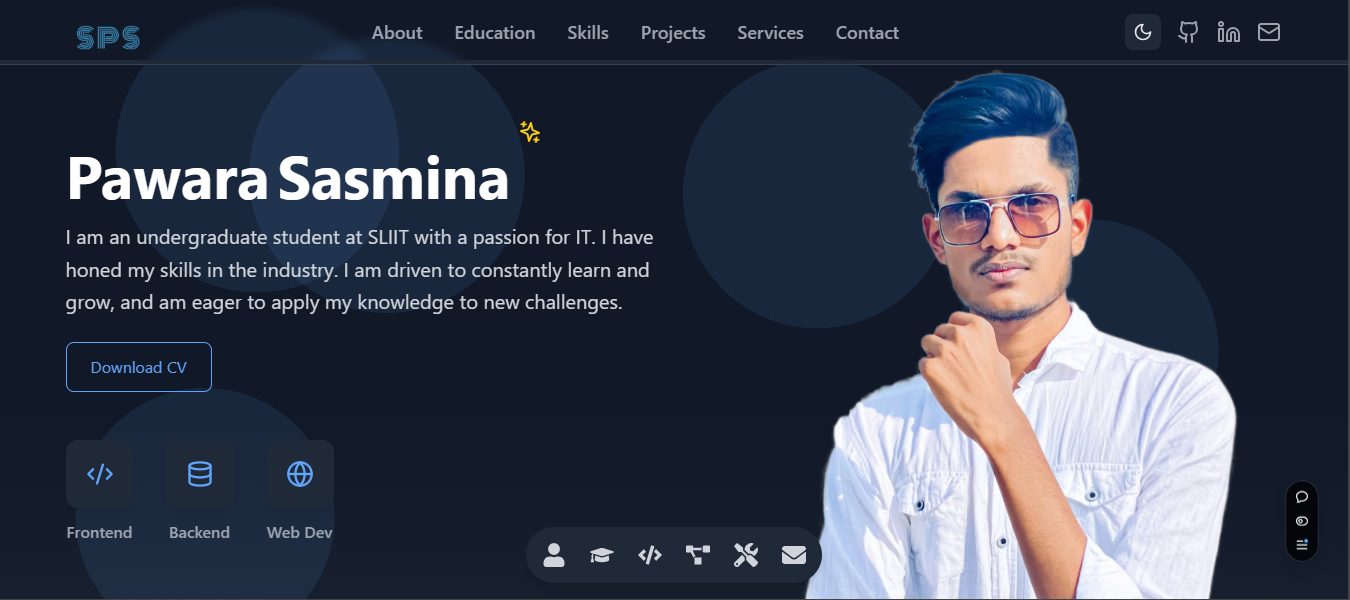 SPS
About Education Skills Projects Services Contact
Pawara Sasmina
I am an undergraduate student at SLIIT with a passion for IT. I have
honed my skills in the industry. I am driven to constantly learn and
grow, and am eager to apply my knowledge to new challenges.
Download CV
Frontend Backend Web Dev